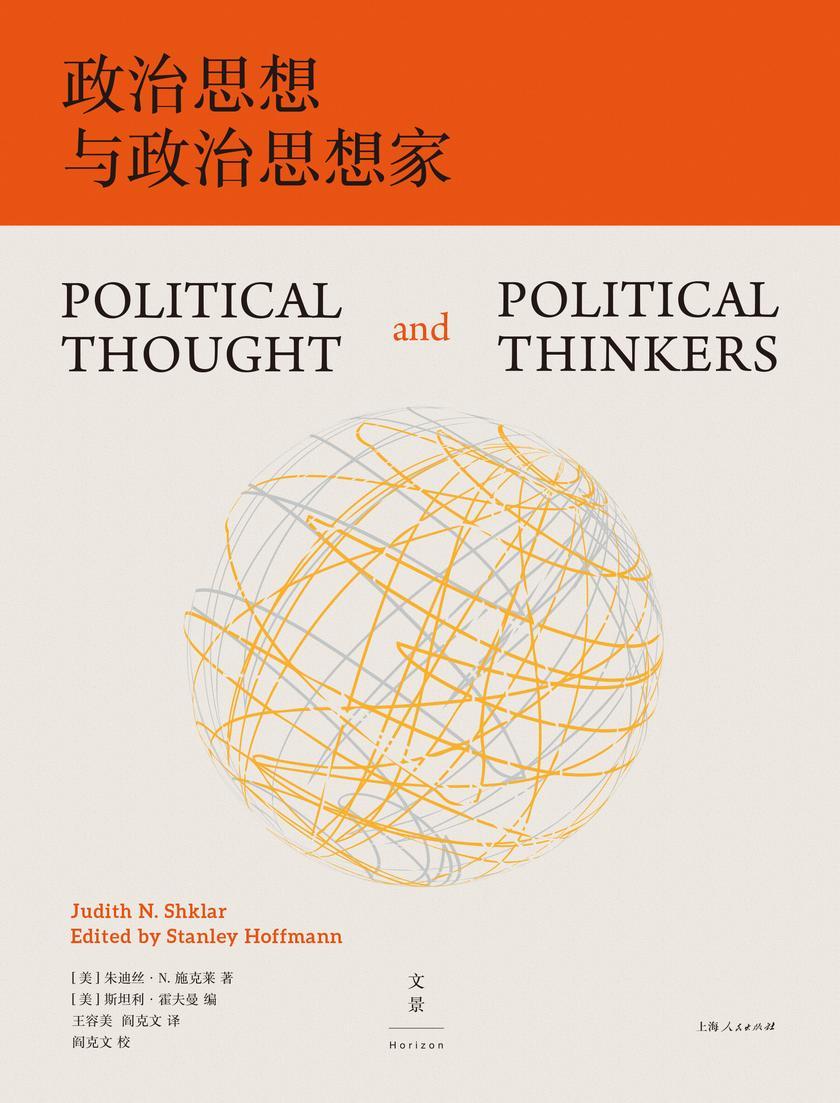 政治思想
与政治思想家
POLITICAL
THOUGHT
and
POLITICAL
THINKERS
Judith N. Shklar
Edited by Stanley Hoffmann
[美] 朱迪丝 · N. 施克莱 著
[美] 斯坦利 · 霍夫曼 编
王容美 阎克文 译
阎克文 校
文
景
Horizon
上海人民出版社